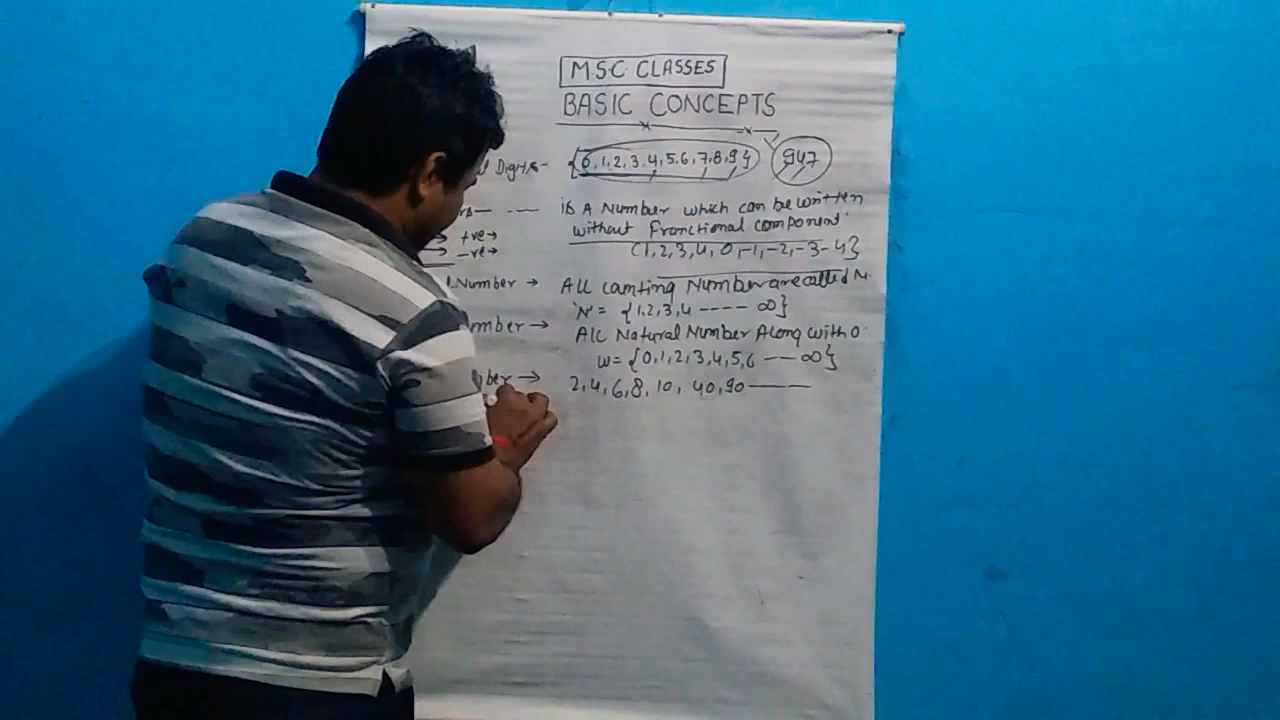 M.S.C. CLASSES
BASIC CONCEPTS
Digits- {0,1,2,3,4,5,6,7,8,9} 947
is A Number which can be written
without Fractional component
+ve→
-ve→
(1,2,3,4,0,-1,-2,-3-4}
Number → ALL counting Number are called N.
'N' = {1,2,3,4 ---- ∞}
mber → All Natural Number Along with 0.
W= {0,1,2,3,4,5,6 — ∞}
ber → 2,4,6,8,10, 40,90 ——